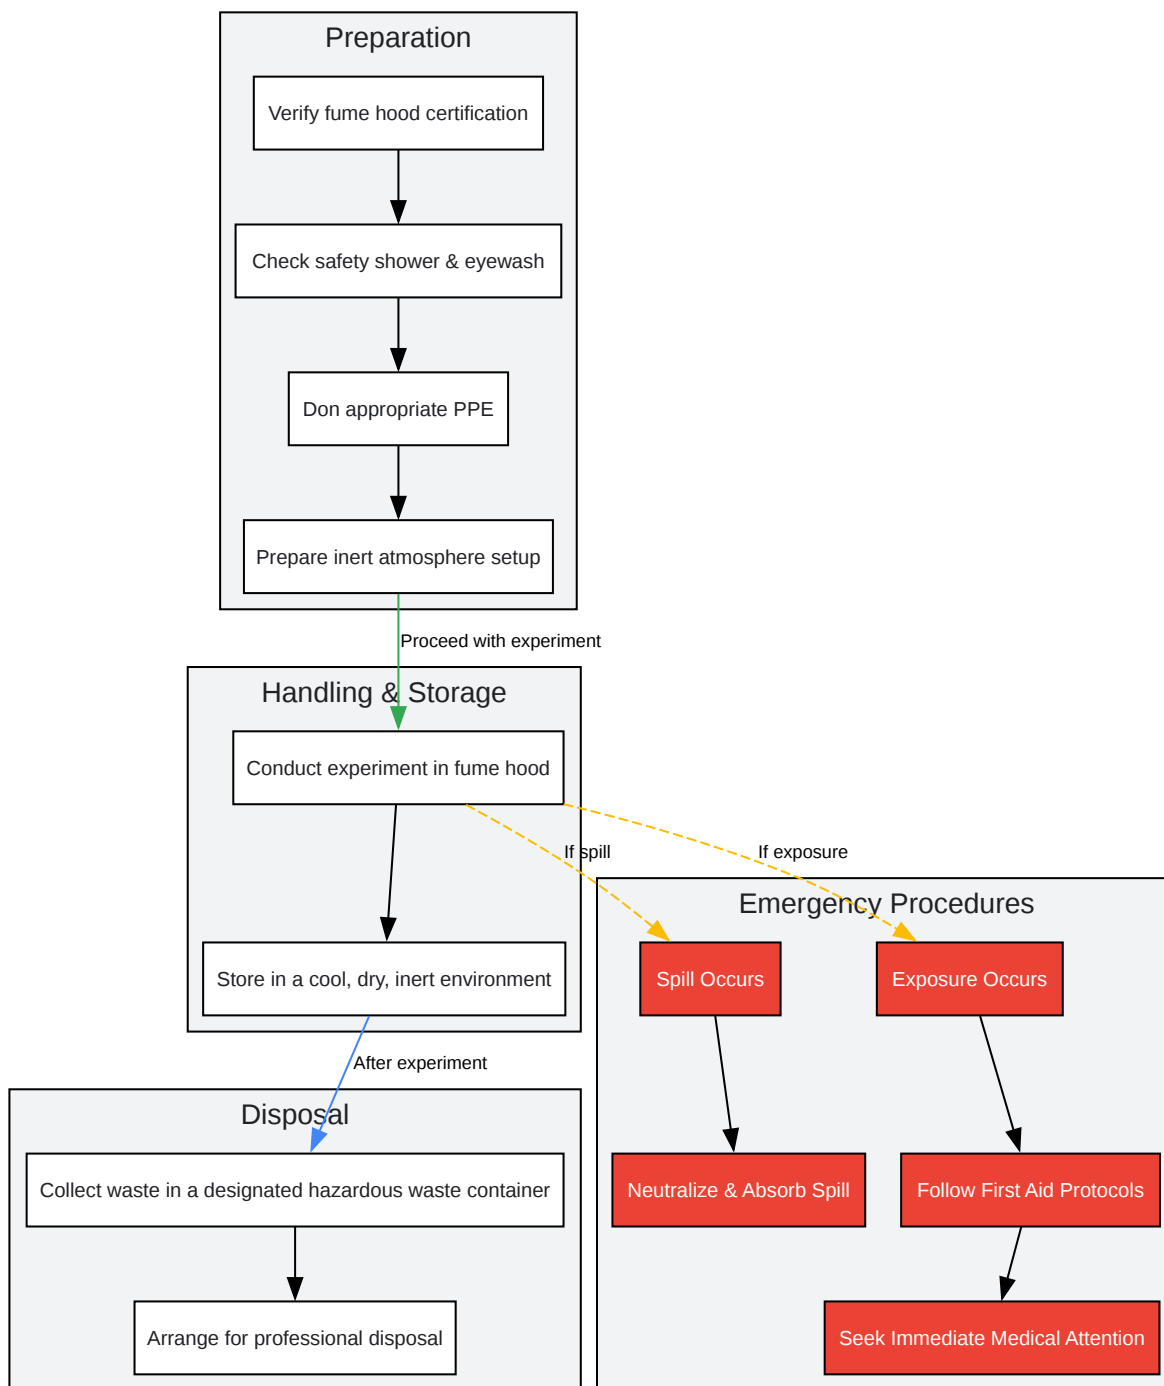 Preparation
Verify fume hood certification
Check safety shower & eyewash
Don appropriate PPE
Prepare inert atmosphere setup
Proceed with experiment
Handling & Storage
Conduct experiment in fume hood
If spill
If exposure
Emergency Procedures
Store in a cool, dry, inert environment
Spill Occurs
Exposure Occurs
After experiment
Disposal
Collect waste in a designated hazardous waste container
Neutralize & Absorb Spill
Follow First Aid Protocols
Arrange for professional disposal
Seek Immediate Medical Attention